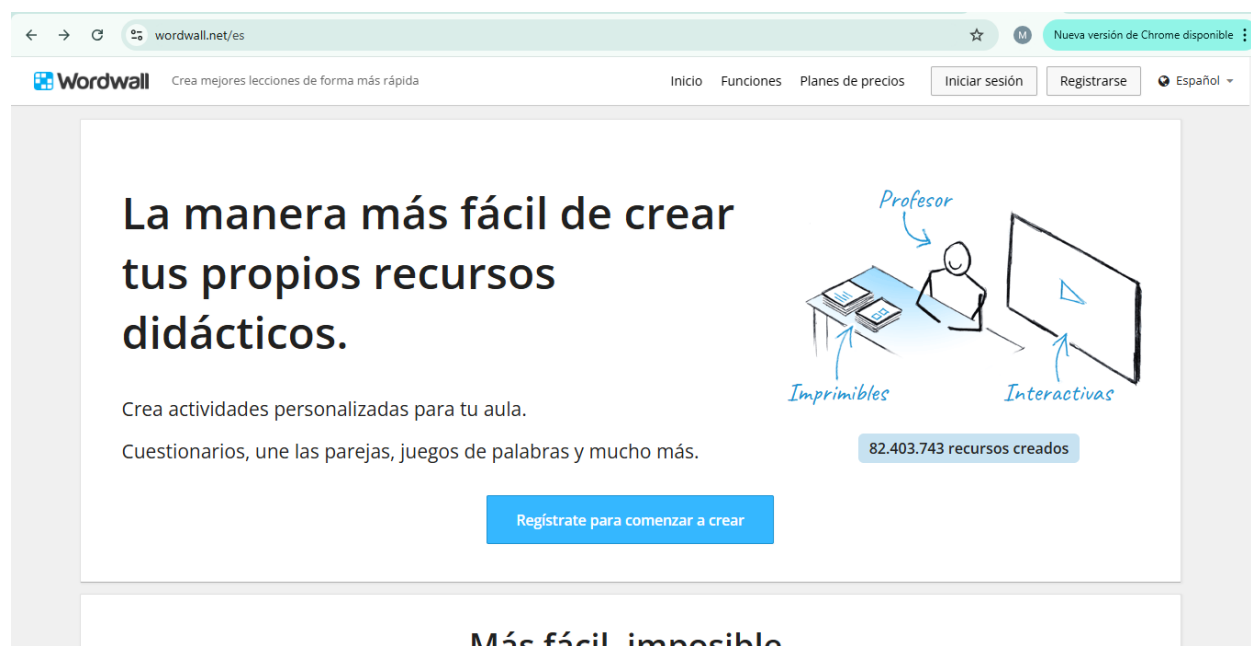 wordwall.net/es
M
Nueva versión de Chrome disponible
Wordwall
Crea mejores lecciones de forma más rápida
Inicio
Funciones
Planes de precios
Iniciar sesión
Registrarse
Español
La manera más fácil de crear
tus propios recursos
didácticos.
Crea actividades personalizadas para tu aula.
Cuestionarios, une las parejas, juegos de palabras y mucho más.
Profesor
Imprimibles
Interactivas
82.403.743 recursos creados
Regístrate para comenzar a crear
Más fácil, imposible